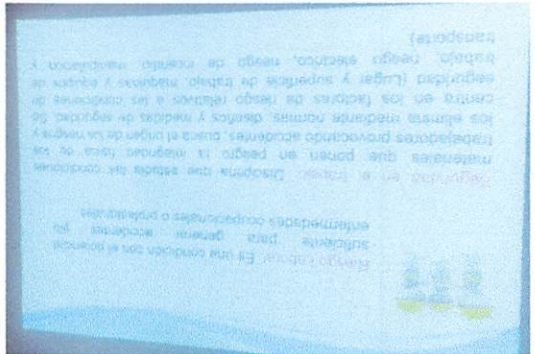 Riesgo Laboral: Es una condición con el potencial
suficiente para generar accidentes y/o
enfermedades ocupacionales o profesionales
Seguridad en el trabajo: Disciplina que estudia las condiciones
materiales que ponen en peligro la integridad física de los
trabajadores provocando accidentes, busca el origen de los riesgos y
los elimina mediante normas, diseños y medidas de seguridad. Se
centra en los factores de riesgo relativos a las condiciones de
seguridad (Lugar y superficie de trabajo, máquinas y equipos de
trabajo, riesgo eléctrico, riesgo de incendio, manipulación y
transporte)